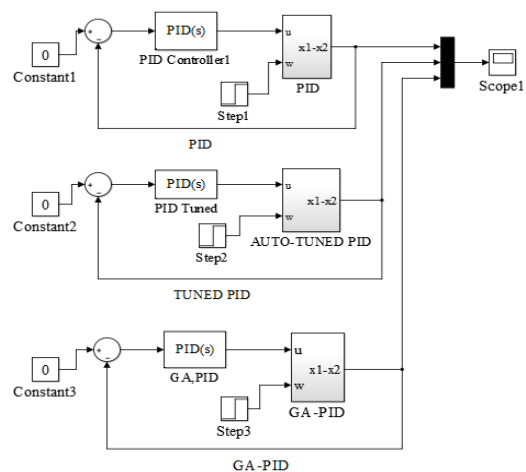 0
Constant1
+
−
PID(s)
PID Controller1
u
w
x1-x2
PID
Step1
Scope1
PID
0
Constant2
+
−
PID(s)
PID Tuned
u
w
x1-x2
AUTO-TUNED PID
Step2
TUNED PID
0
Constant3
+
−
PID(s)
GA,PID
u
w
x1-x2
GA-PID
Step3
GA-PID